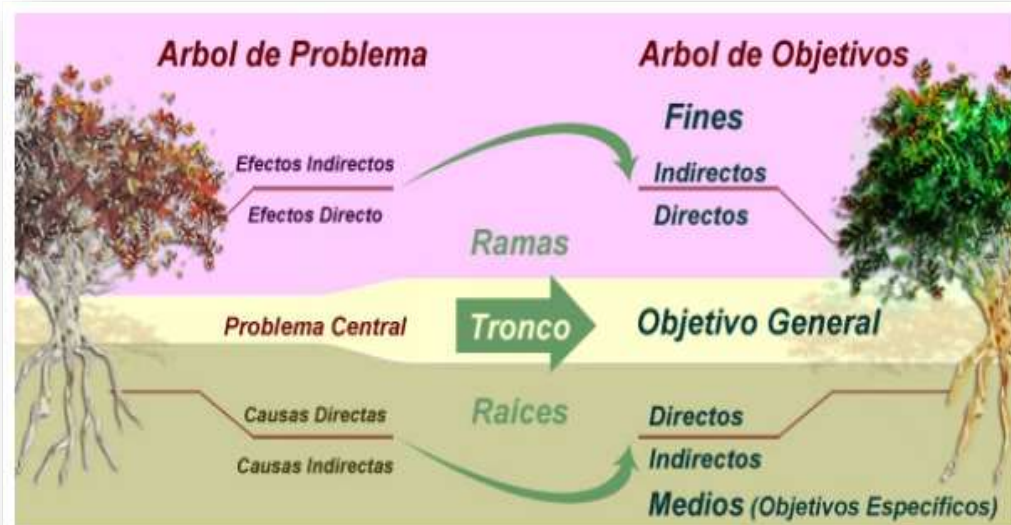 Arbol de Problema
Arbol de Objetivos
Fines
Efectos Indirectos
Indirectos
Efectos Directo
Directos
Ramas
Problema Central
Tronco
Objetivo General
Causas Directas
Raíces
Directos
Causas Indirectas
Indirectos
Medios (Objetivos Específicos)